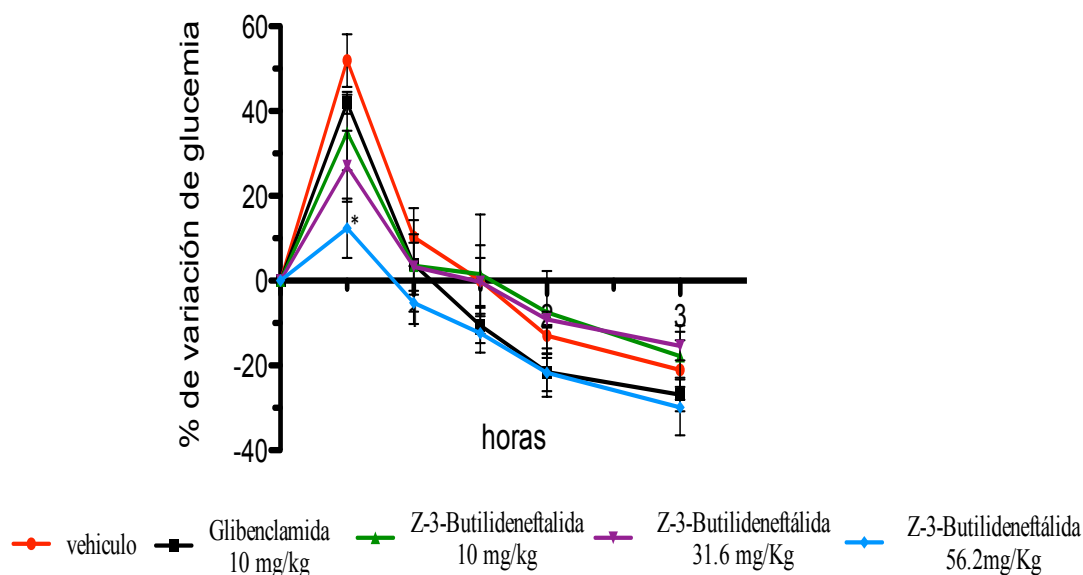 % de variación de glucemia
60
40
20
0
-20
-40
*
1
2
3
horas
vehiculo
Glibenclamida
10 mg/kg
Z-3-Butilideneftalida
10 mg/kg
Z-3-Butilideneftálida
31.6 mg/Kg
Z-3-Butilideneftálida
56.2mg/Kg